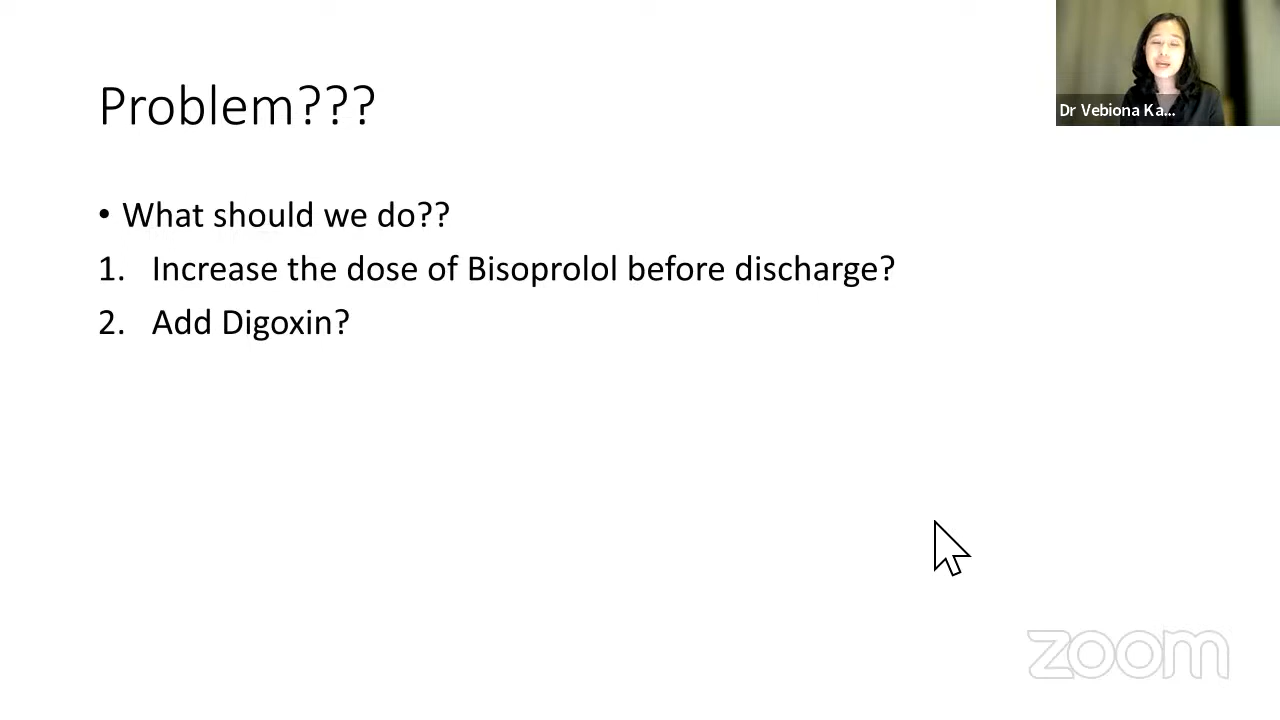 Problem???
Dr Vebiona Ka...
• What should we do??
1. Increase the dose of Bisoprolol before discharge?
2. Add Digoxin?
zoom